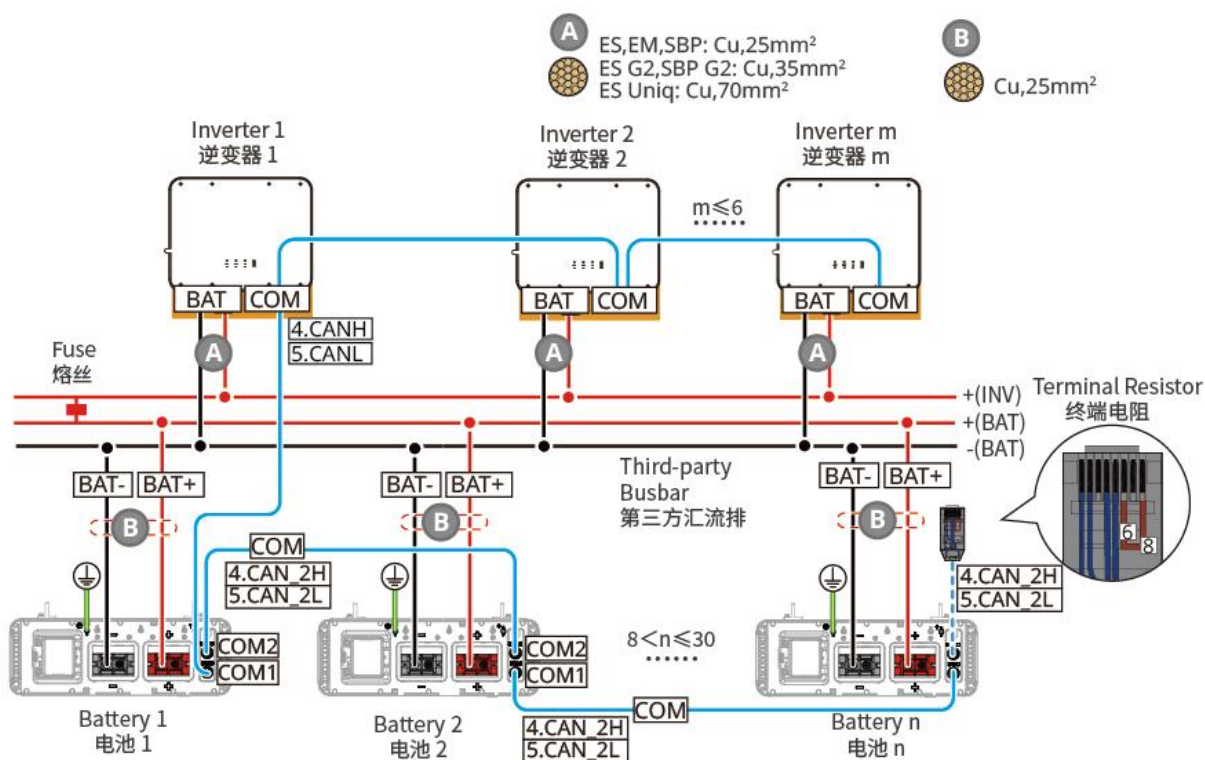 A
ES,EM,SBP: Cu,25mm²
ES G2,SBP G2: Cu,35mm²
ES Uniq: Cu,70mm²
B
Cu,25mm²
Inverter 1
逆变器 1
Inverter 2
逆变器 2
Inverter m
逆变器 m
m≤6
BAT
COM
BAT
COM
BAT
COM
4.CANH
5.CANL
A
A
A
Fuse
熔丝
+(INV)
+(BAT)
-(BAT)
Terminal Resistor
终端电阻
6
8
BAT-
BAT+
BAT-
BAT+
BAT-
BAT+
Third-party
Busbar
第三方汇流排
B
B
B
COM
4.CAN_2H
5.CAN_2L
4.CAN_2H
5.CAN_2L
COM2
COM1
COM2
COM1
8<n≤30
COM
4.CAN_2H
5.CAN_2L
Battery 1
电池 1
Battery 2
电池 2
Battery n
电池 n